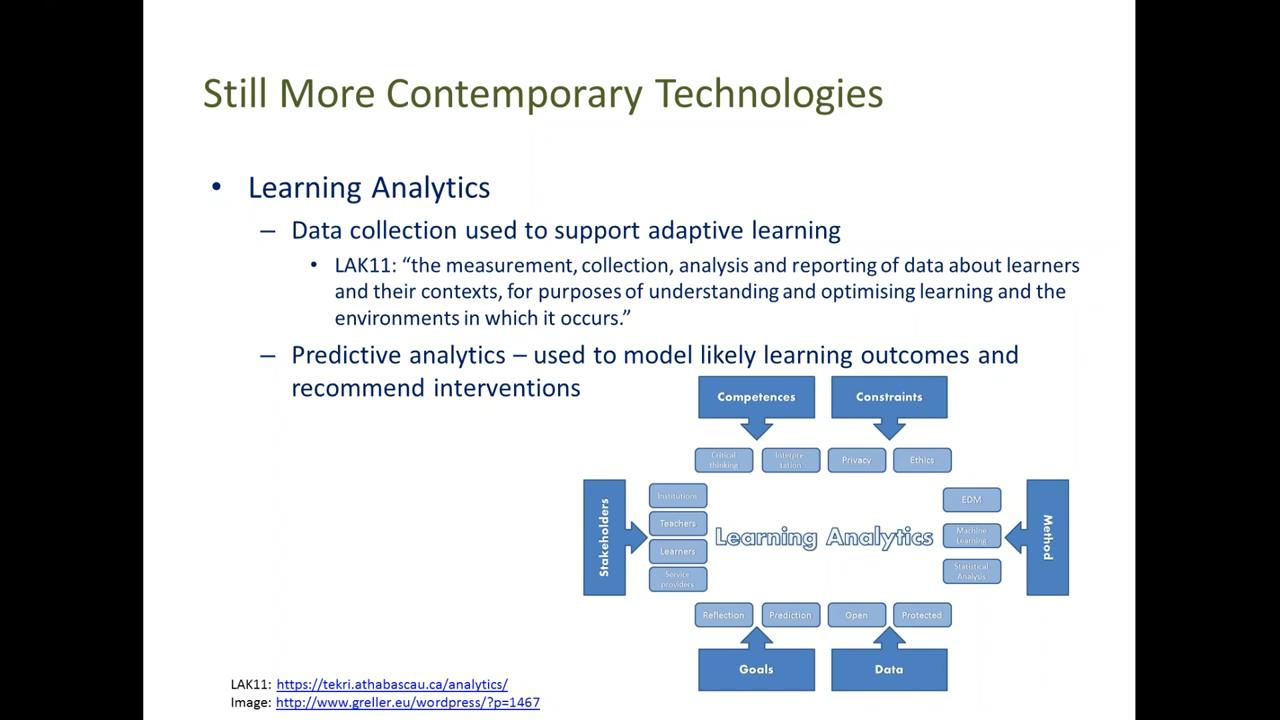 Still More Contemporary Technologies
• Learning Analytics
– Data collection used to support adaptive learning
• LAK11: “the measurement, collection, analysis and reporting of data about learners
and their contexts, for purposes of understanding and optimising learning and the
environments in which it occurs.”
– Predictive analytics – used to model likely learning outcomes and
recommend interventions
Competences
Constraints
Critical
thinking
Interpre
tation
Privacy
Ethics
Stakeholders
Institutions
Teachers
Learners
Service
providers
Learning Analytics
EDM
Machine
Learning
Statistical
Analysis
Method
Reflection
Prediction
Open
Protected
Goals
Data
LAK11: https://tekri.athabascau.ca/analytics/
Image: http://www.greller.eu/wordpress/?p=1467